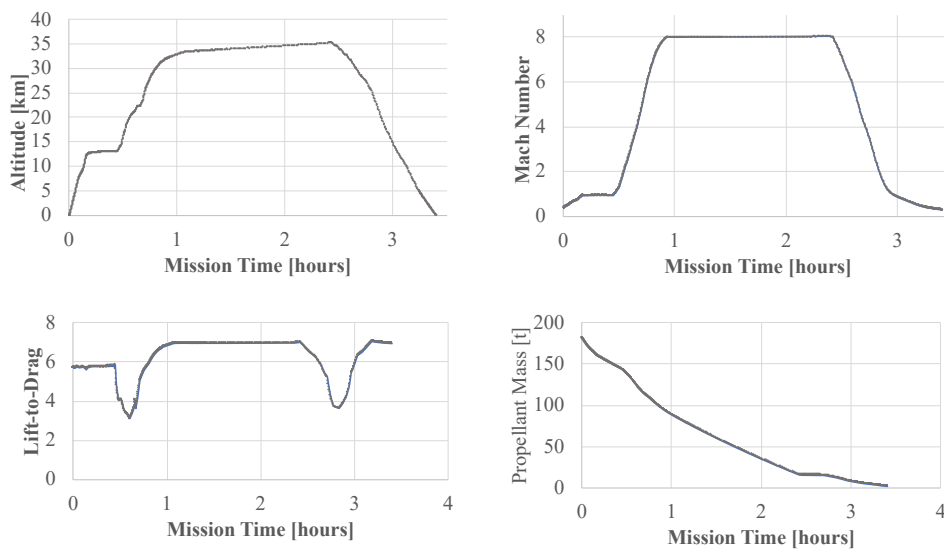 Altitude [km]
40
35
30
25
20
15
10
5
0
0 1 2 3
Mission Time [hours]
Mach Number
8
6
4
2
0
0 1 2 3
Mission Time [hours]
Lift-to-Drag
8
6
4
2
0
0 1 2 3 4
Mission Time [hours]
Propellant Mass [t]
200
150
100
50
0
0 1 2 3 4
Mission Time [hours]